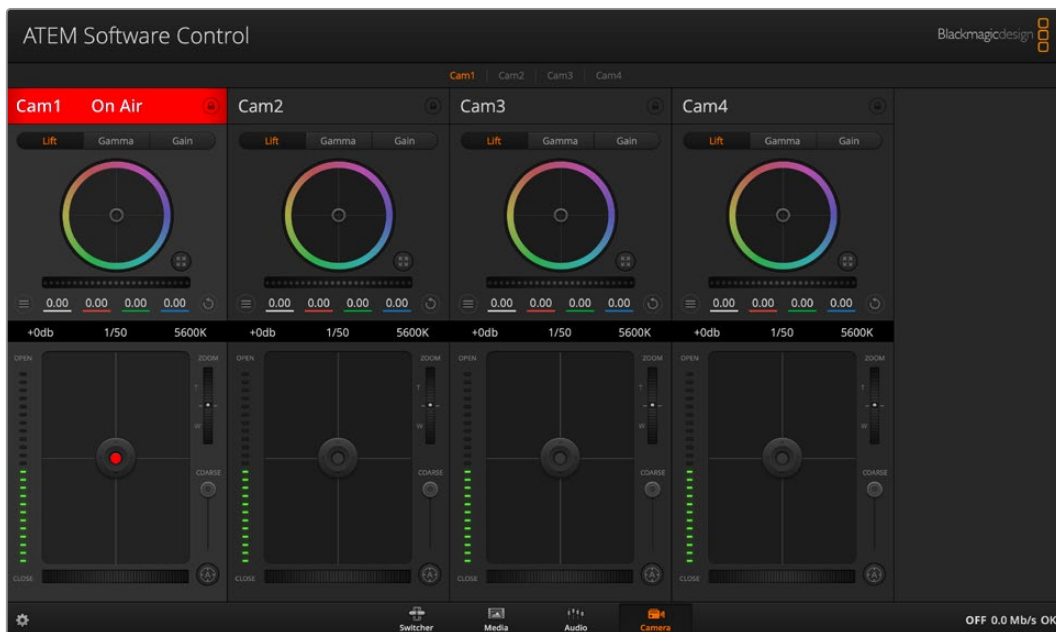 ATEM Software Control
Blackmagicdesign
Cam1 Cam2 Cam3 Cam4
Cam1 On Air Cam2 Cam3 Cam4
Lift Gamma Gain Lift Gamma Gain Lift Gamma Gain Lift Gamma Gain
0.00 0.00 0.00 0.00 0.00 0.00 0.00 0.00 0.00 0.00 0.00 0.00 0.00 0.00 0.00 0.00
+0db 1/50 5600K +0db 1/50 5600K +0db 1/50 5600K +0db 1/50 5600K
OPEN ZOOM OPEN ZOOM OPEN ZOOM OPEN ZOOM
T T T T
W W W W
COARSE COARSE COARSE COARSE
CLOSE A CLOSE A CLOSE A CLOSE A
Switcher Media Audio Camera OFF 0.0 Mb/s OK